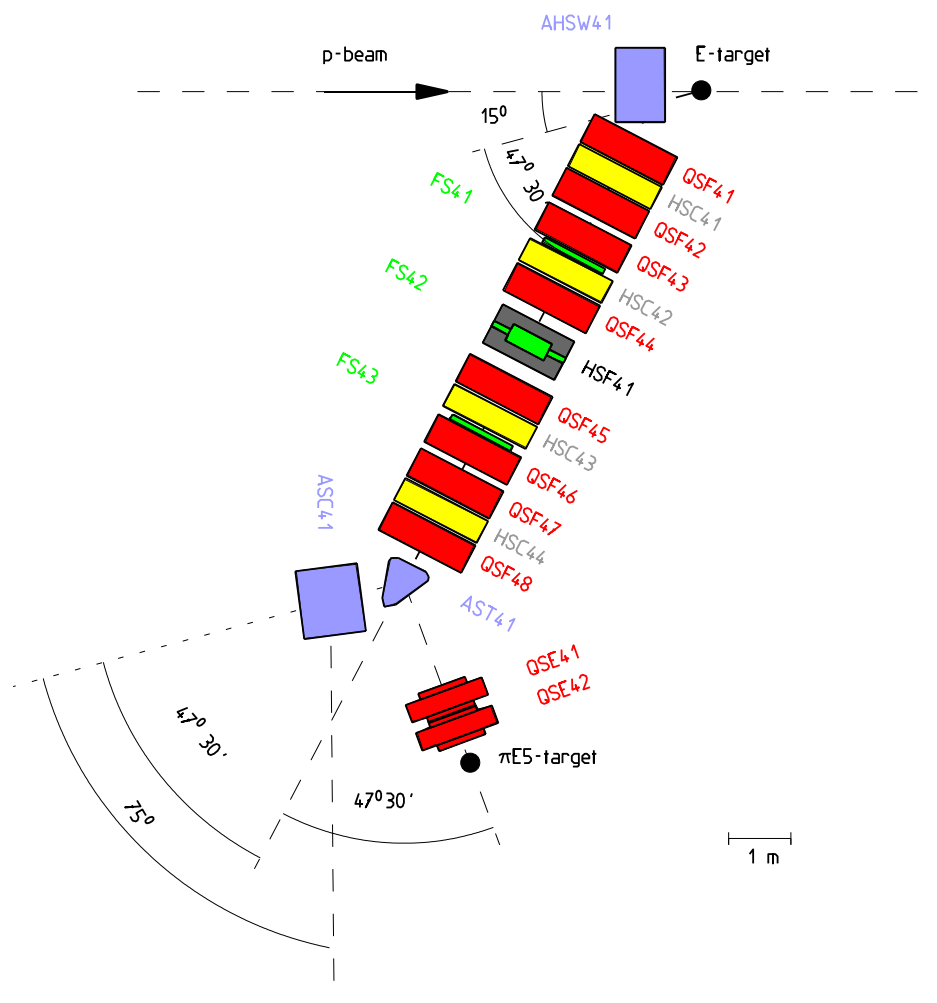 AHSW41
p-beam
E-target
15⁰
47⁰ 30'
FS41
QSF41
HSC41
QSF42
QSF43
FS42
HSC42
QSF44
FS43
HSF41
QSF45
HSC43
QSF46
ASC41
QSF47
HSC44
QSF48
AST41
QSE41
QSE42
47⁰ 30'
πE5-target
75⁰
47⁰30'
1 m